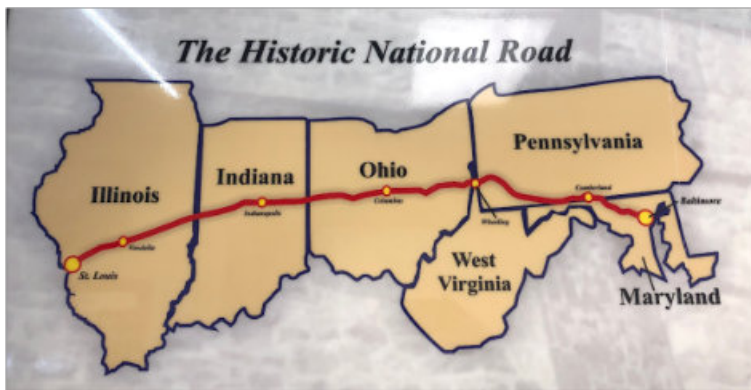 The Historic National Road
Pennsylvania
Ohio
Indiana
Illinois
Cumberland
Baltimore
Columbus
Indianapolis
Wheeling
Vandalia
West
Virginia
St. Louis
Maryland